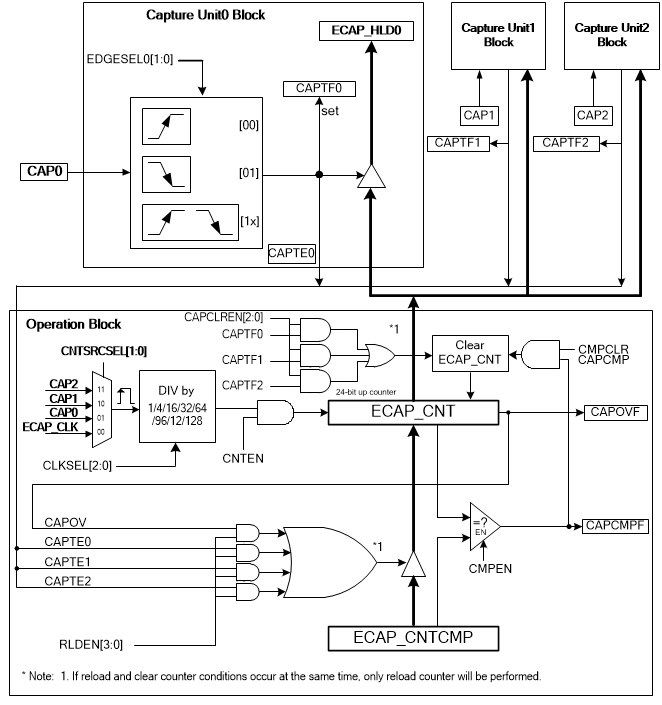 Capture Unit0 Block
ECAP_HLD0
Capture Unit1
Block
Capture Unit2
Block
EDGESEL0[1:0]
CAPTF0
set
[00]
[01]
[1x]
CAP0
CAPTE0
CAP1
CAPTF1
CAP2
CAPTF2
Operation Block
CAPCLREN[2:0]
CAPTF0
CAPTF1
CAPTF2
*1
Clear
ECAP_CNT
CMPCLR
CAPCMP
CNTSRCSEL[1:0]
CAP2
CAP1
CAP0
ECAP_CLK
11
10
01
00
DIV by
1/4/16/32/64
/96/12/128
CLKSEL[2:0]
CNTEN
24-bit up counter
ECAP_CNT
CAPOVF
CAPOV
CAPTE0
CAPTE1
CAPTE2
*1
=?
EN
CMPEN
CAPCMPF
RLDEN[3:0]
ECAP_CNTCMP
* Note: 1. If reload and clear counter conditions occur at the same time, only reload counter will be performed.